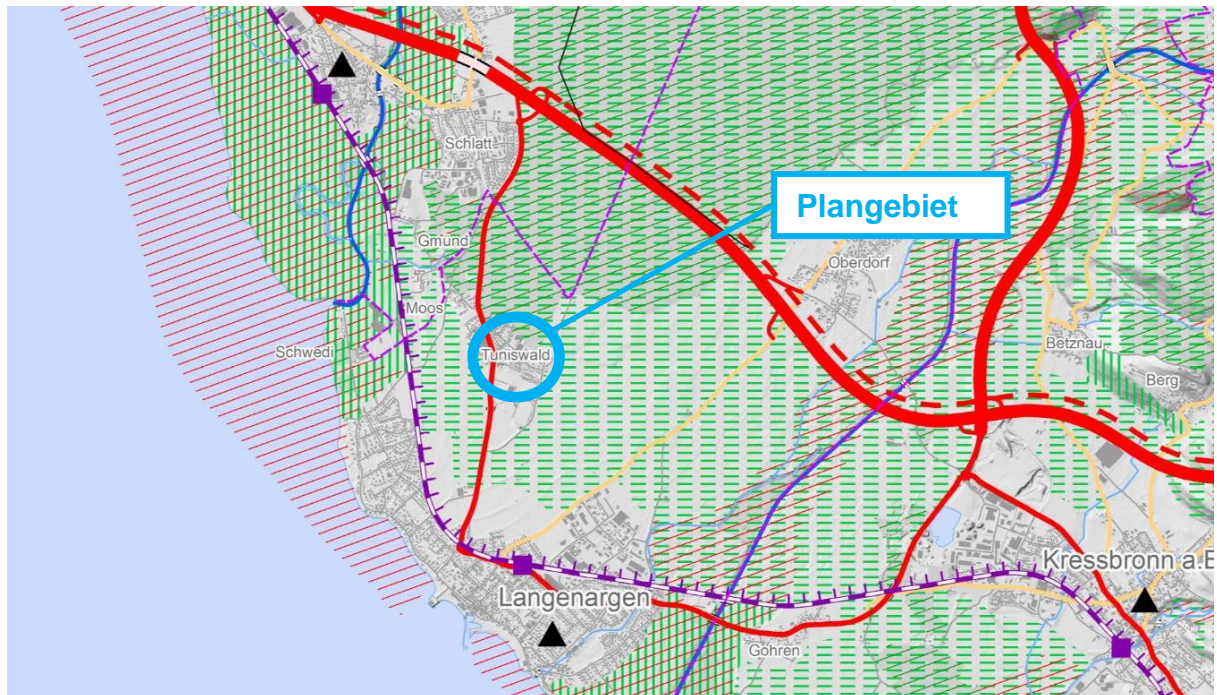 Schlatt
Plangebiet
Gmünd
Oberdorf
Moos
Schwedi
Tuniswald
Betznau
Berg
Kressbronn a.B
Langenargen
Gohren